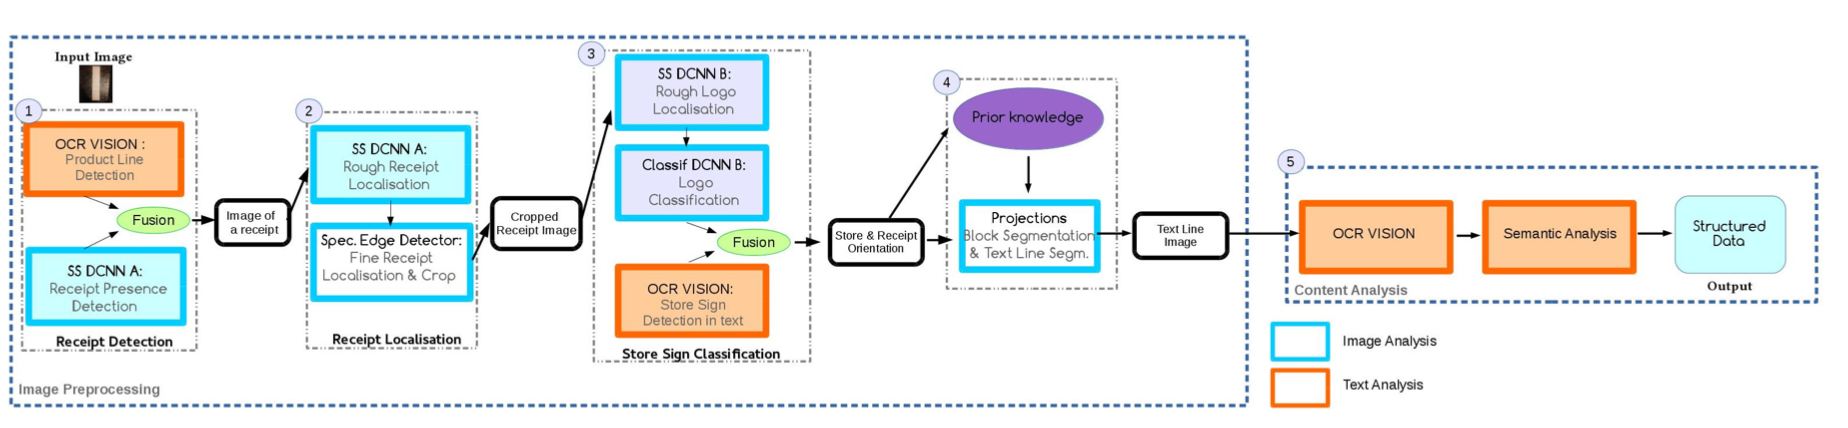 Input Image
1
OCR VISION :
Product Line
Detection
Fusion
SS DCNN A:
Receipt Presence
Detection
Receipt Detection
Image of
a receipt
2
SS DCNN A:
Rough Receipt
Localisation
Spec. Edge Detector:
Fine Receipt
Localisation & Crop
Receipt Localisation
Cropped
Receipt Image
3
SS DCNN B:
Rough Logo
Localisation
Classif DCNN B:
Logo
Classification
Fusion
OCR VISION:
Store Sign
Detection in text
Store Sign Classification
Store & Receipt
Orientation
4
Prior knowledge
Projections
Block Segmentation
& Text Line Segm.
Text Line
Image
Image Preprocessing
5
OCR VISION
Semantic Analysis
Structured
Data
Output
Content Analysis
Image Analysis
Text Analysis